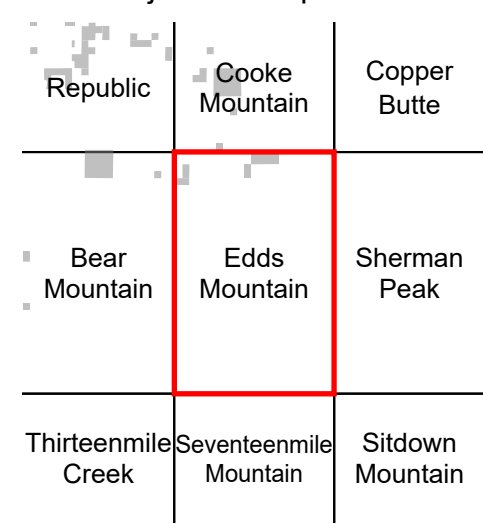 Republic
Cooke
Mountain
Copper
Butte
Bear
Mountain
Edds
Mountain
Sherman
Peak
Thirteenmile
Creek
Seventeenmile
Mountain
Sitdown
Mountain